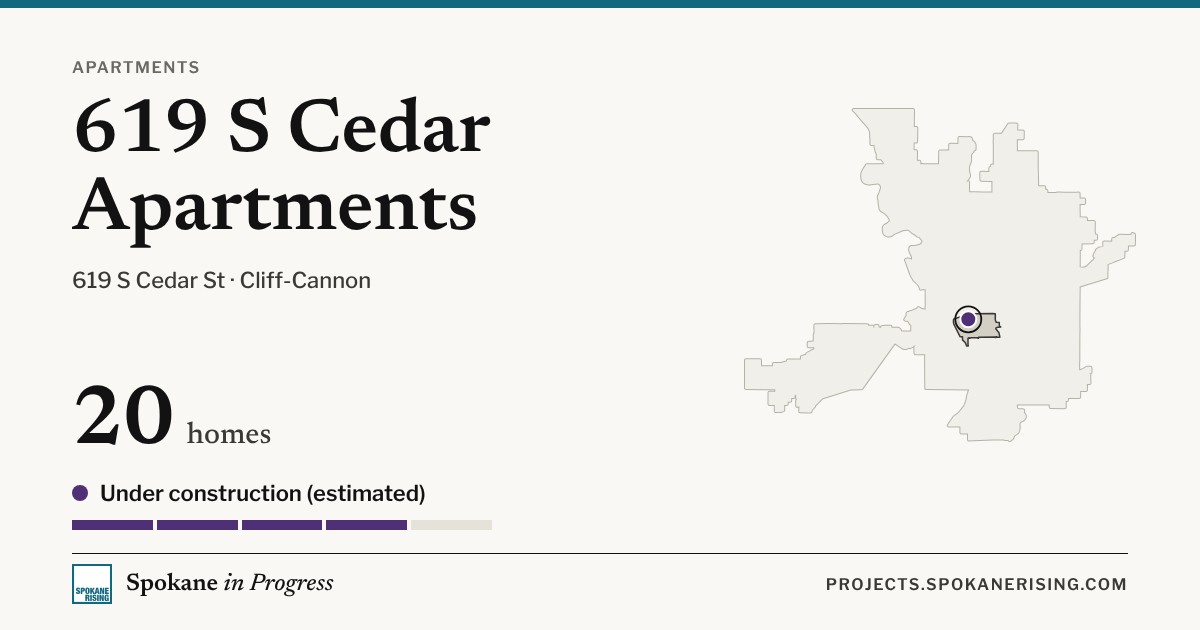 APARTMENTS
619 S Cedar
Apartments
619 S Cedar St · Cliff-Cannon
20 homes
Under construction (estimated)
SPOKANE
RISING
Spokane in Progress
PROJECTS.SPOKANERISING.COM